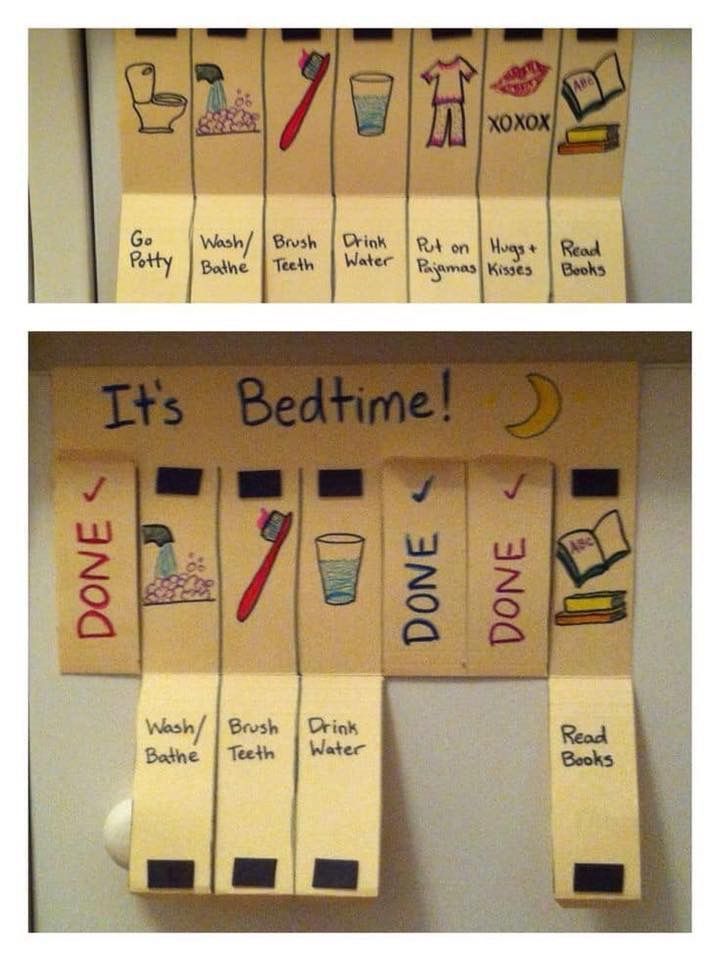 XOXOX
ABC
Go
Potty
Wash/
Bathe
Brush
Teeth
Drink
Water
Put on
Pajamas
Hugs +
Kisses
Read
Books
It's Bedtime!
DONE ✓
DONE ✓
DONE ✓
ABC
Wash/
Bathe
Brush
Teeth
Drink
Water
Read
Books